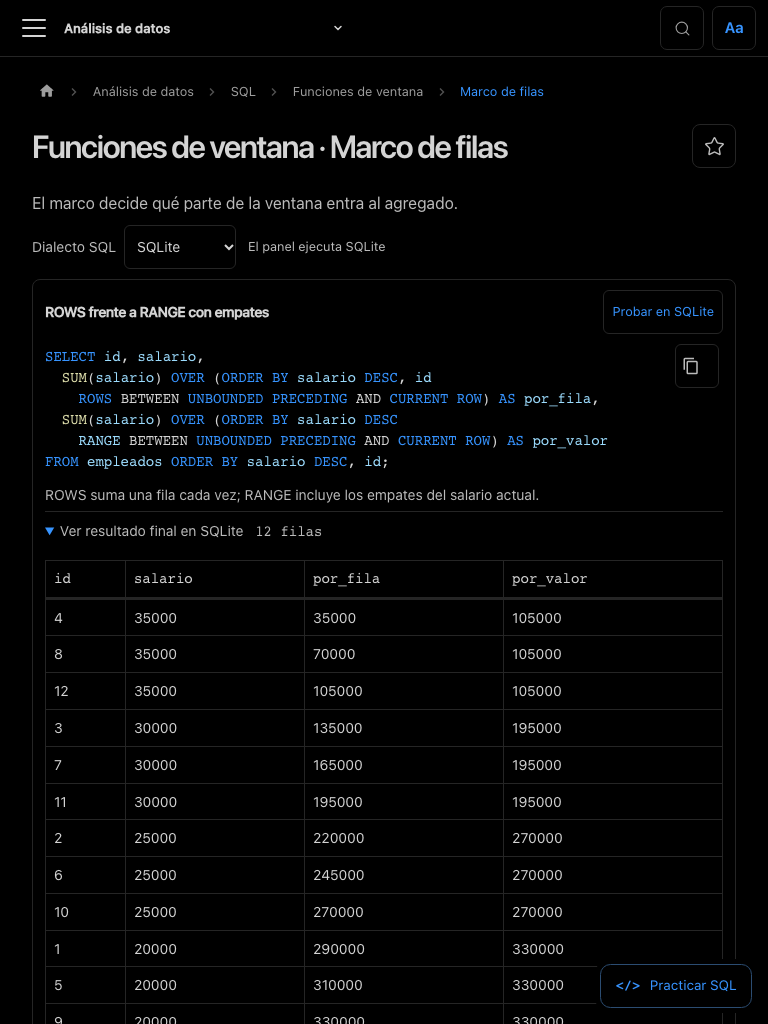 Análisis de datos
Aa
Análisis de datos > SQL > Funciones de ventana > Marco de filas
Funciones de ventana · Marco de filas
El marco decide qué parte de la ventana entra al agregado.
Dialecto SQL SQLite El panel ejecuta SQLite
ROWS frente a RANGE con empates
Probar en SQLite
SELECT id, salario,
  SUM(salario) OVER (ORDER BY salario DESC, id
    ROWS BETWEEN UNBOUNDED PRECEDING AND CURRENT ROW) AS por_fila,
  SUM(salario) OVER (ORDER BY salario DESC
    RANGE BETWEEN UNBOUNDED PRECEDING AND CURRENT ROW) AS por_valor
FROM empleados ORDER BY salario DESC, id;
ROWS suma una fila cada vez; RANGE incluye los empates del salario actual.
Ver resultado final en SQLite 12 filas
id salario por_fila por_valor
4 35000 35000 105000
8 35000 70000 105000
12 35000 105000 105000
3 30000 135000 195000
7 30000 165000 195000
11 30000 195000 195000
2 25000 220000 270000
6 25000 245000 270000
10 25000 270000 270000
1 20000 290000 330000
5 20000 310000 330000
9 20000 330000 330000
</> Practicar SQL